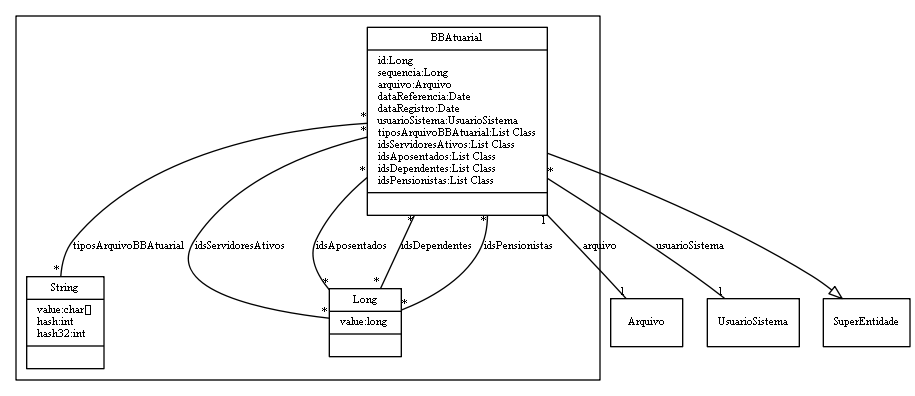 BBAtuarial
id:Long
sequencia:Long
arquivo:Arquivo
dataReferencia:Date
dataRegistro:Date
usuarioSistema:UsuarioSistema
tiposArquivoBBAtuarial:List Class
idsServidoresAtivos:List Class
idsAposentados:List Class
idsDependentes:List Class
idsPensionistas:List Class
* * * * * * 1 *
tiposArquivoBBAtuarial idsServidoresAtivos idsAposentados idsDependentes idsPensionistas arquivo usuarioSistema
* * * * * 1 1
String
value:char[]
hash:int
hash32:int
Long
value:long
Arquivo
UsuarioSistema
SuperEntidade